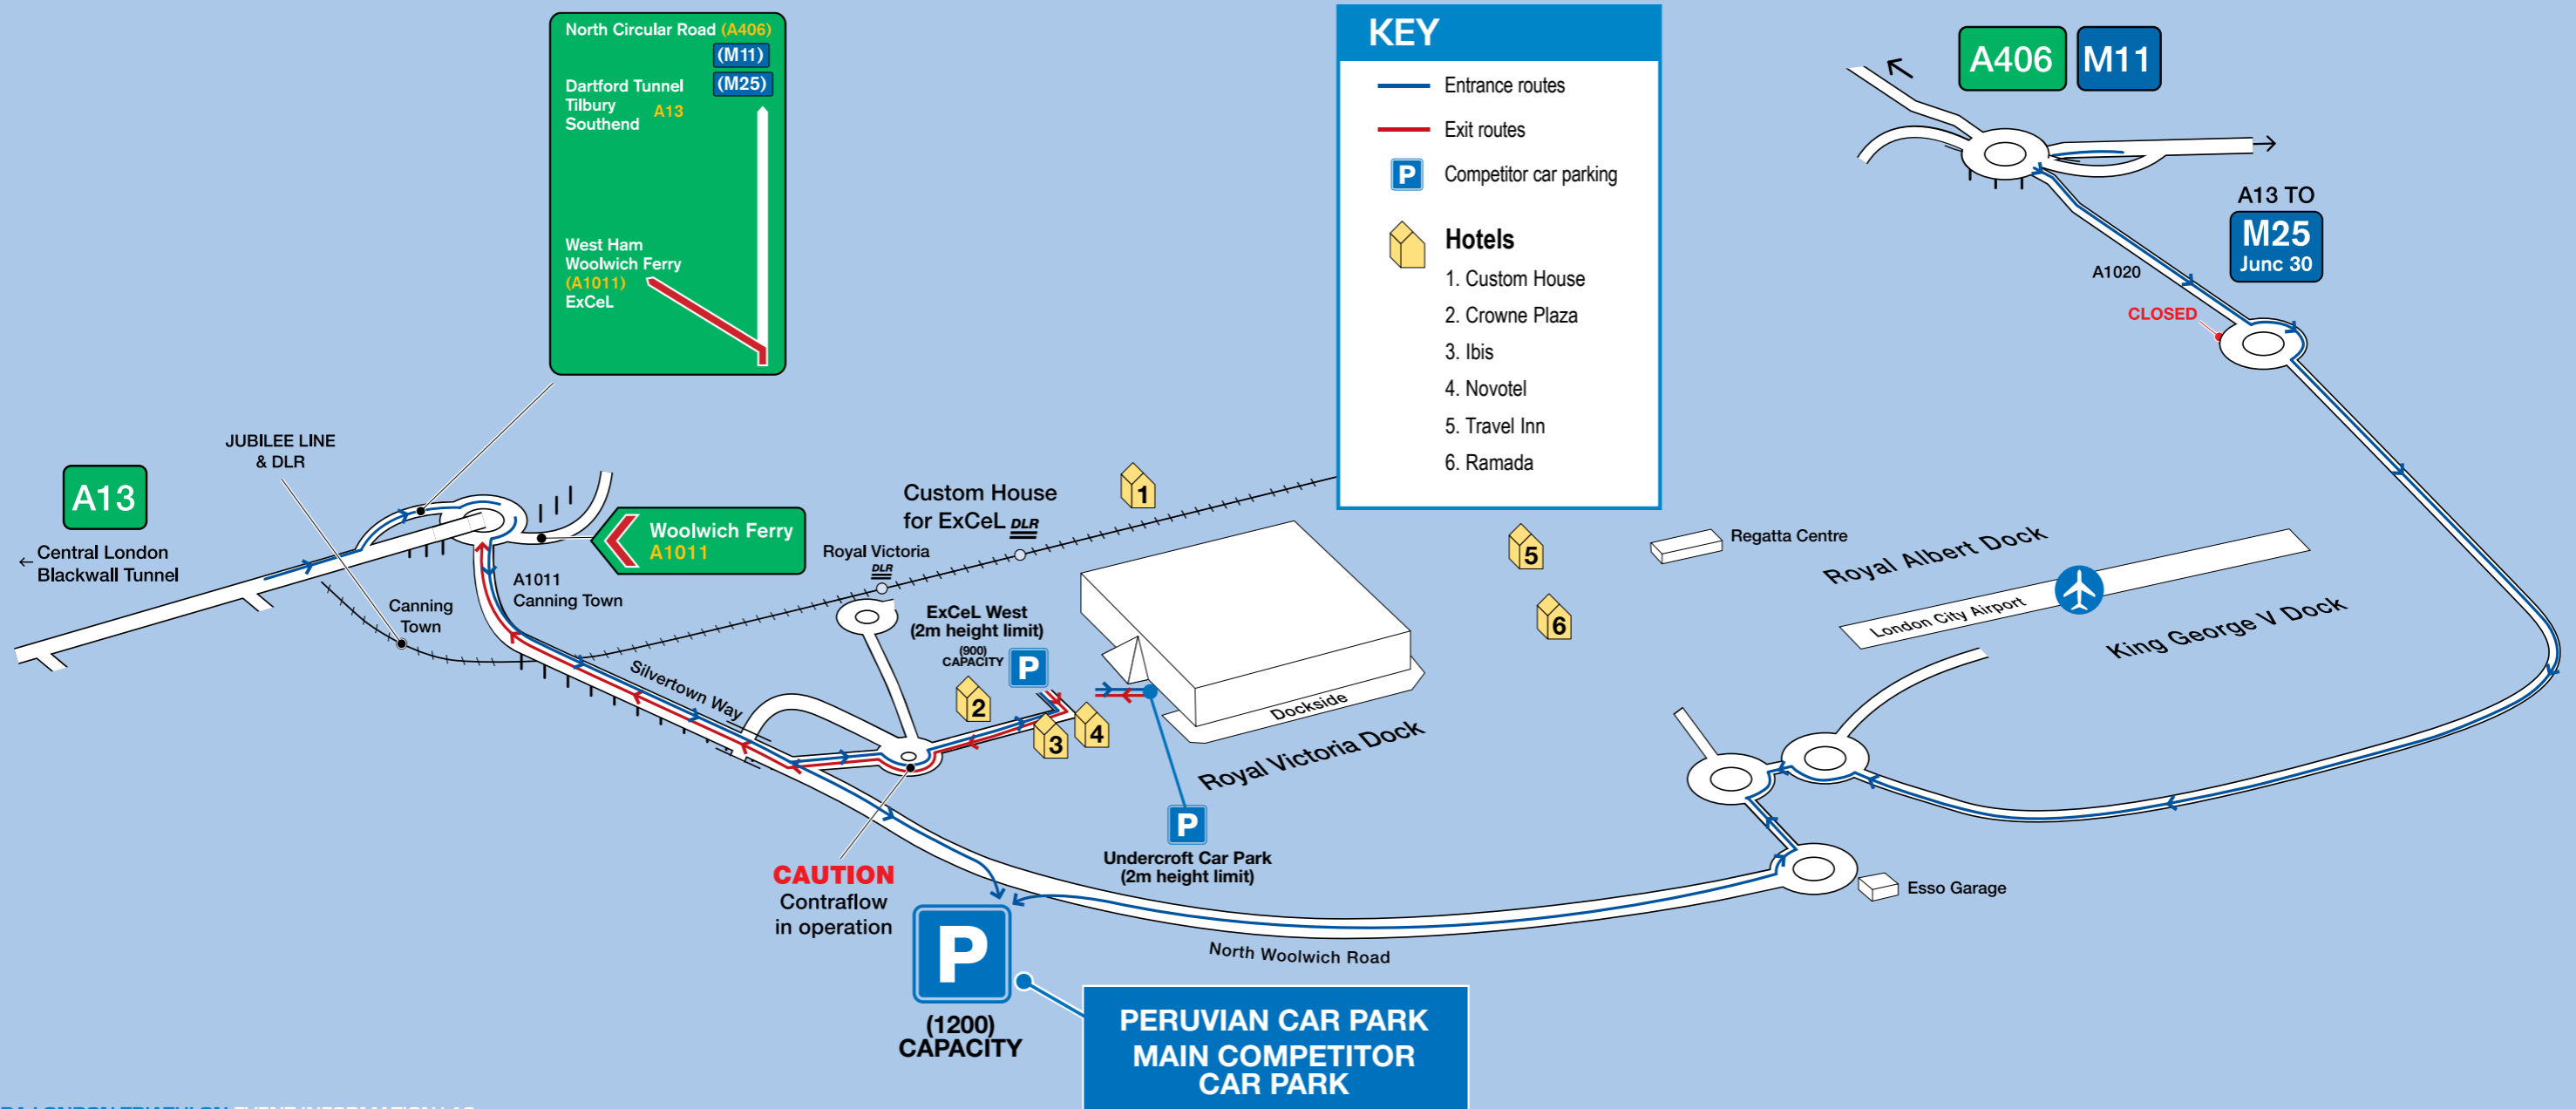 North Circular Road (A406)
(M11)
Dartford Tunnel (M25)
Tilbury
A13
Southend
West Ham
Woolwich Ferry
(A1011)
ExCeL
KEY
Entrance routes
Exit routes
P Competitor car parking
Hotels
1. Custom House
2. Crowne Plaza
3. Ibis
4. Novotel
5. Travel Inn
6. Ramada
A406 M11
A13 TO
M25
Junc 30
A1020
CLOSED
JUBILEE LINE
& DLR
A13
← Central London
Blackwall Tunnel
Woolwich Ferry
A1011
A1011
Canning Town
Canning
Town
Custom House
for ExCeL DLR
Royal Victoria
DLR
1
ExCeL West
(2m height limit)
(900)
CAPACITY
P
2
3
4
5
6
Silvertown Way
Dockside
Royal Victoria Dock
Regatta Centre
Royal Albert Dock
London City Airport
King George V Dock
P
Undercroft Car Park
(2m height limit)
CAUTION
Contraflow
in operation
Esso Garage
North Woolwich Road
P
(1200)
CAPACITY
PERUVIAN CAR PARK
MAIN COMPETITOR
CAR PARK